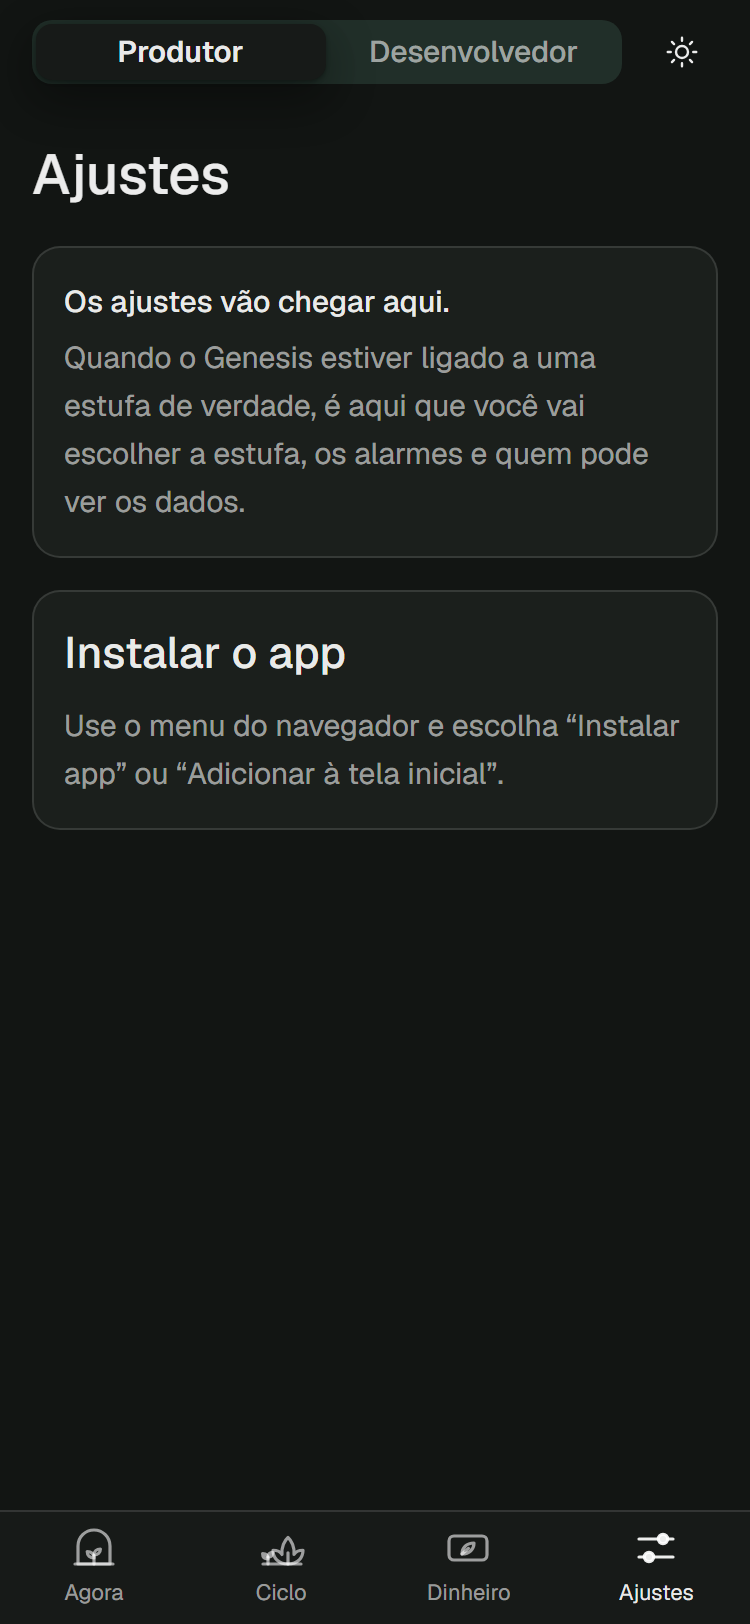 Produtor
Desenvolvedor
Ajustes
Os ajustes vão chegar aqui.
Quando o Genesis estiver ligado a uma
estufa de verdade, é aqui que você vai
escolher a estufa, os alarmes e quem pode
ver os dados.
Instalar o app
Use o menu do navegador e escolha “Instalar
app” ou “Adicionar à tela inicial”.
Agora
Ciclo
Dinheiro
Ajustes